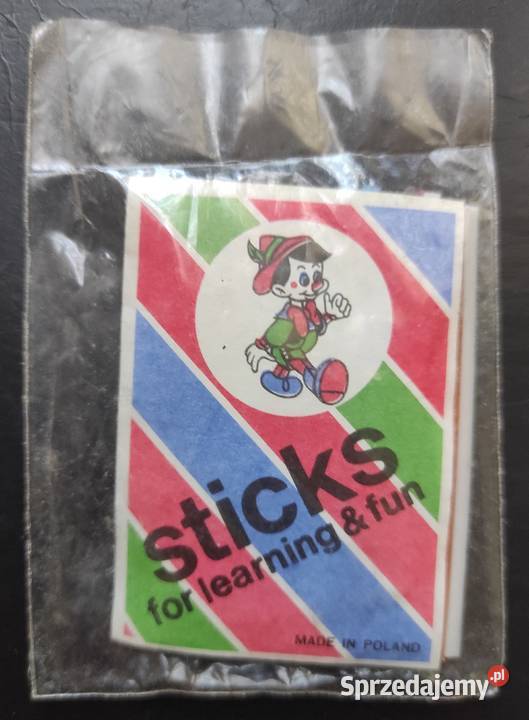 sticks
for learning & fun
MADE IN POLAND
Sprzedajemy.pl